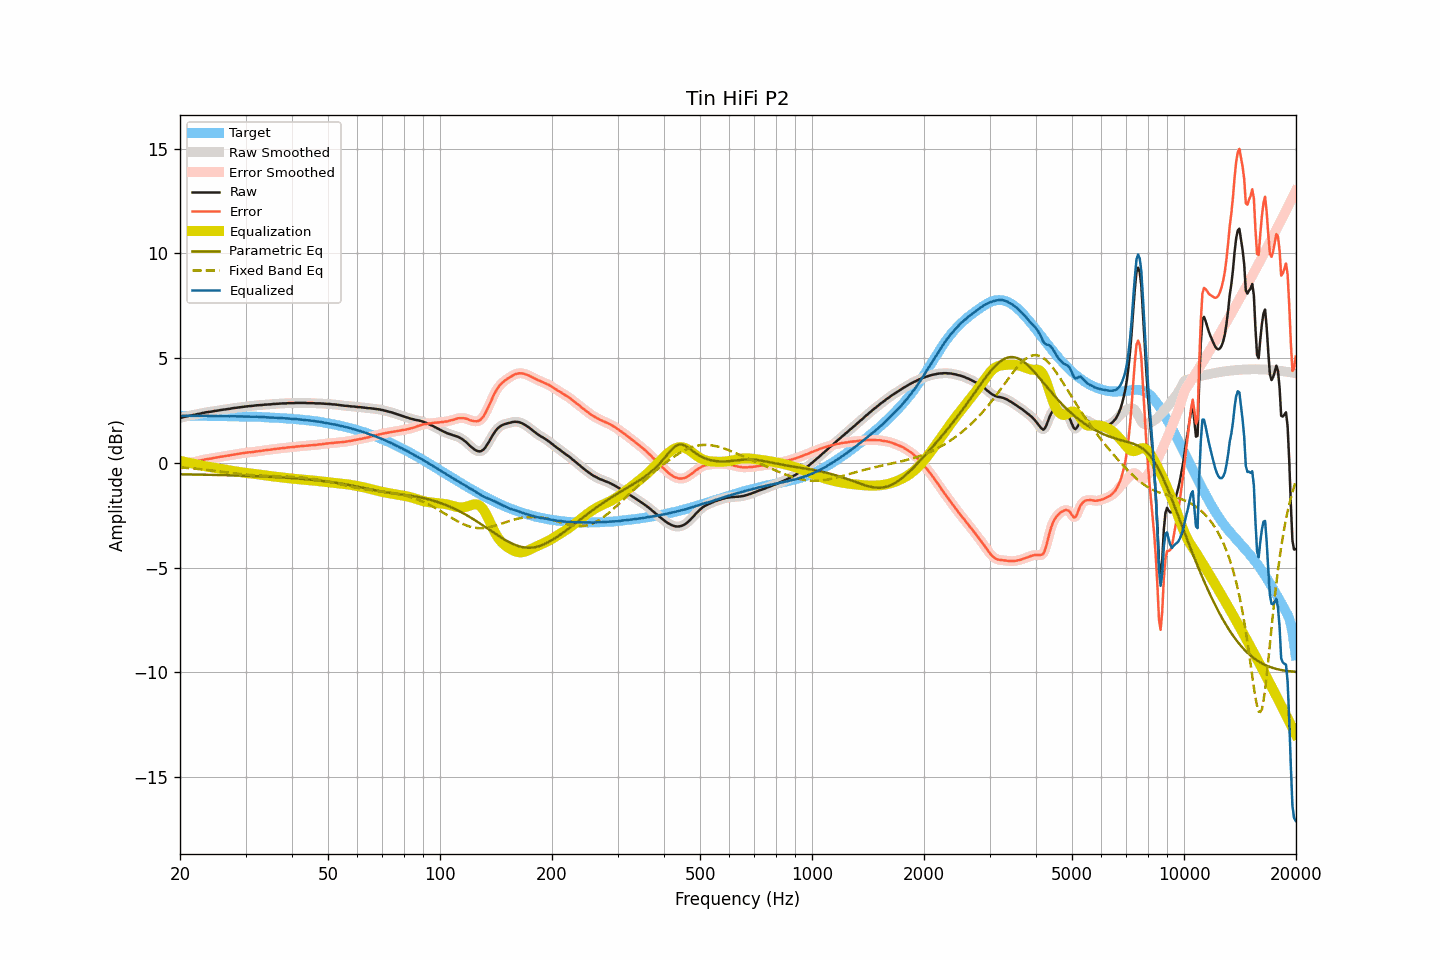 Tin HiFi P2
Target
Raw Smoothed
Error Smoothed
Raw
Error
Equalization
Parametric Eq
Fixed Band Eq
Equalized
15
10
5
0
−5
−10
−15
Amplitude (dBr)
20 50 100 200 500 1000 2000 5000 10000 20000
Frequency (Hz)